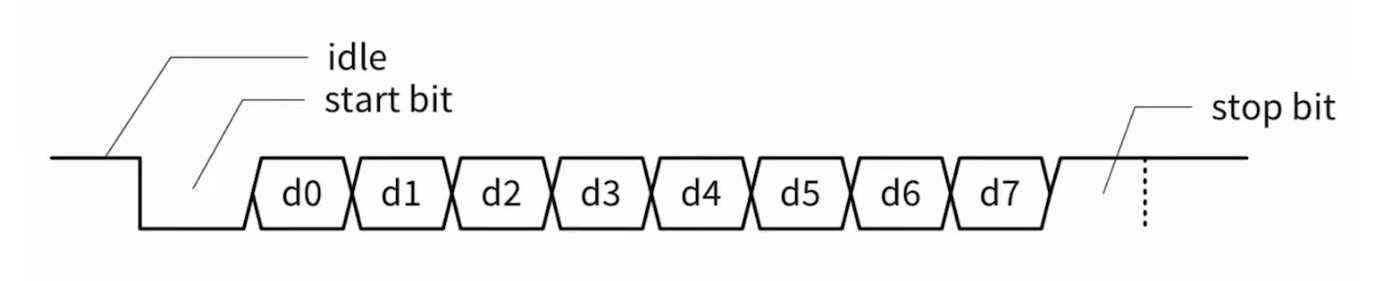 idle
start bit
stop bit
d0 d1 d2 d3 d4 d5 d6 d7